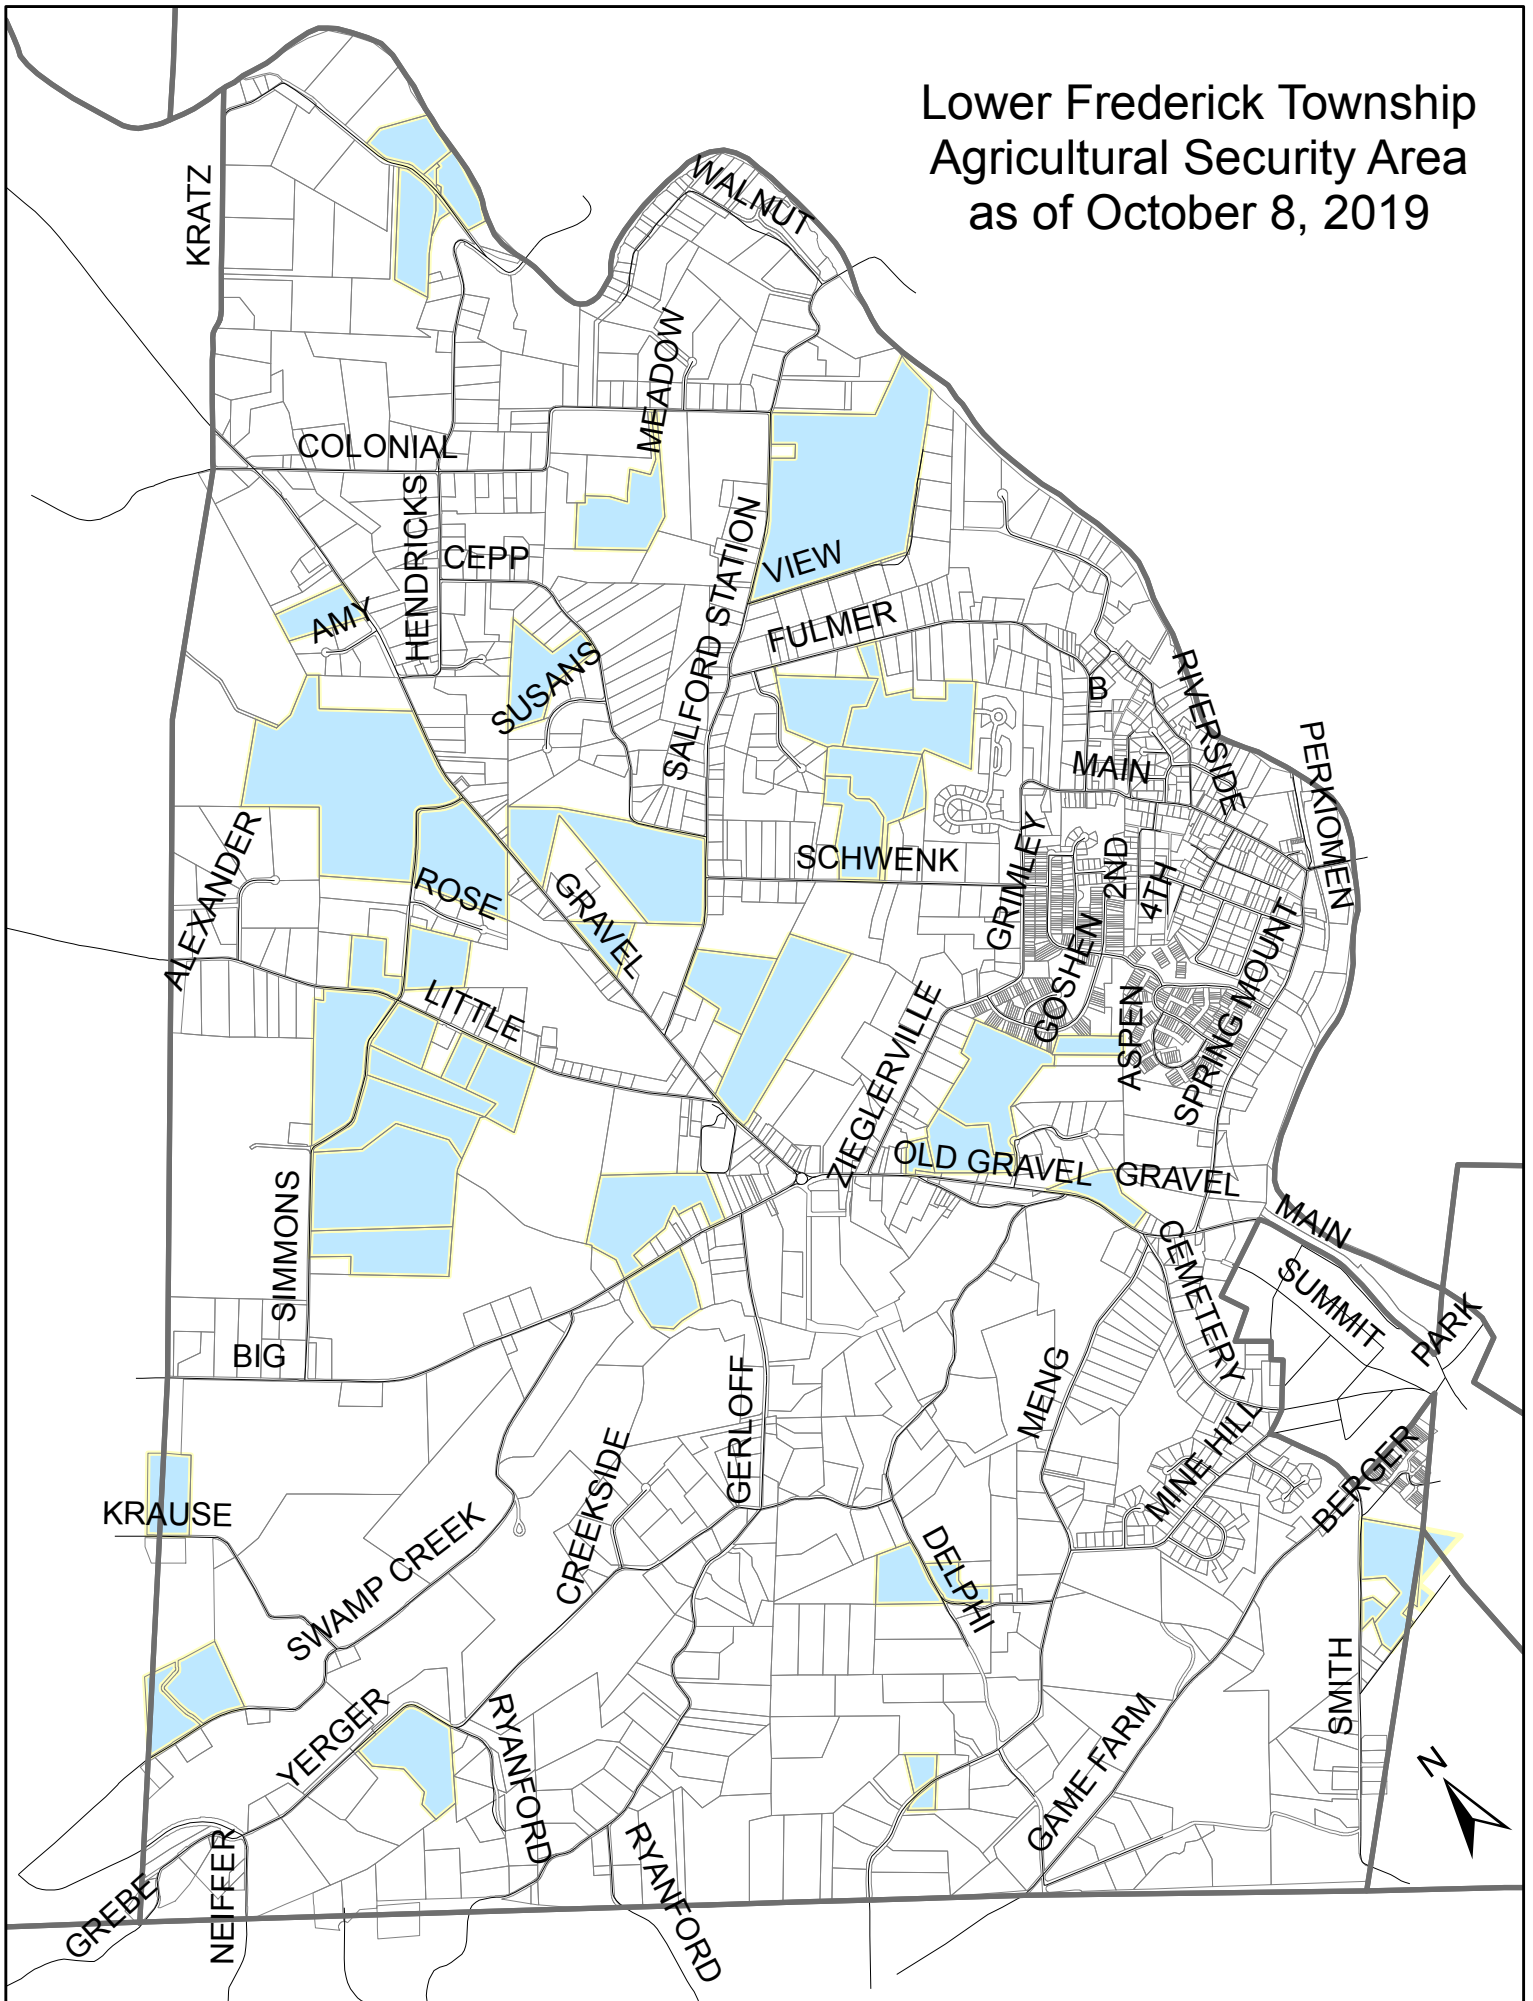 Lower Frederick Township
Agricultural Security Area
as of October 8, 2019
WALNUT
KRATZ
MEADOW
COLONIAL
HENDRICKS
CEPP
SALFORD STATION
VIEW
AMY
FULMER
SUSANS
B
RIVERSIDE
PERKIOMEN
MAIN
ALEXANDER
ROSE
GRAVEL
SCHWENK
GRIMLEY
2ND
4TH
GOSHEN
SPRING MOUNT
ASPEN
LITTLE
ZIEGLERVILLE
OLD GRAVEL
GRAVEL
SIMMONS
MAIN
CEMETERY
SUMMIT
PARK
BIG
GERLOFF
MENG
MINE HILL
BERGER
KRAUSE
CREEKSIDE
SWAMP CREEK
DELPHI
SMITH
YERGER
RYANFORD
GAME FARM
N
RYANFORD
NEIFFER
GREBE